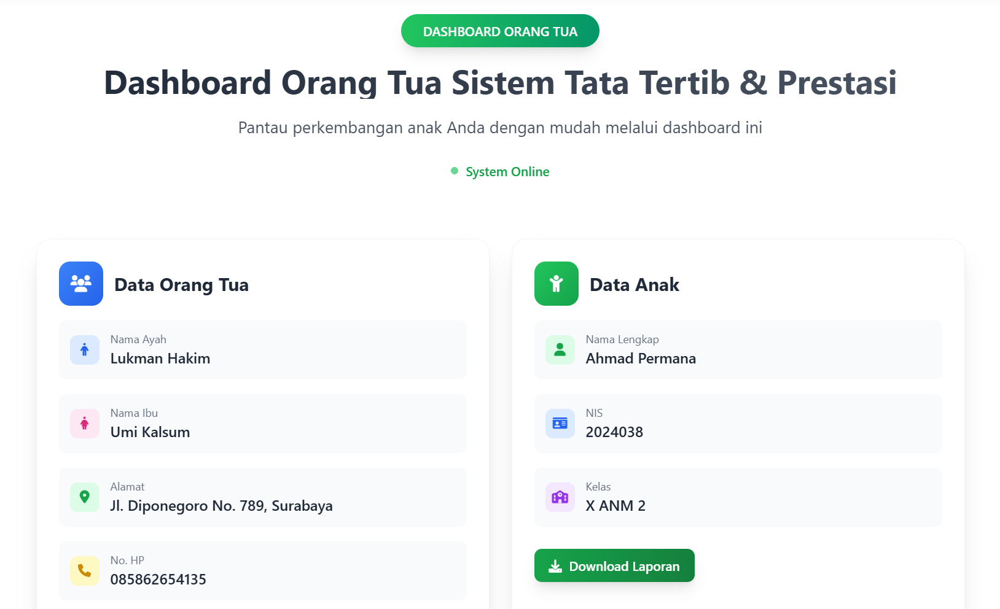 DASHBOARD ORANG TUA
Dashboard Orang Tua Sistem Tata Tertib & Prestasi
Pantau perkembangan anak Anda dengan mudah melalui dashboard ini
System Online
Data Orang Tua
Nama Ayah
Lukman Hakim
Nama Ibu
Umi Kalsum
Alamat
Jl. Diponegoro No. 789, Surabaya
No. HP
085862654135
Data Anak
Nama Lengkap
Ahmad Permana
NIS
2024038
Kelas
X ANM 2
Download Laporan